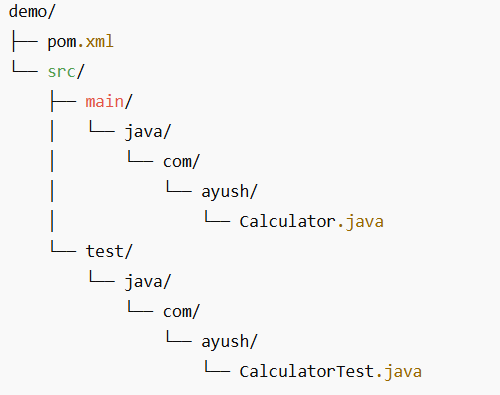 demo/
├── pom.xml
└── src/
    ├── main/
    │   └── java/
    │       └── com/
    │           └── ayush/
    │               └── Calculator.java
    └── test/
        └── java/
            └── com/
                └── ayush/
                    └── CalculatorTest.java